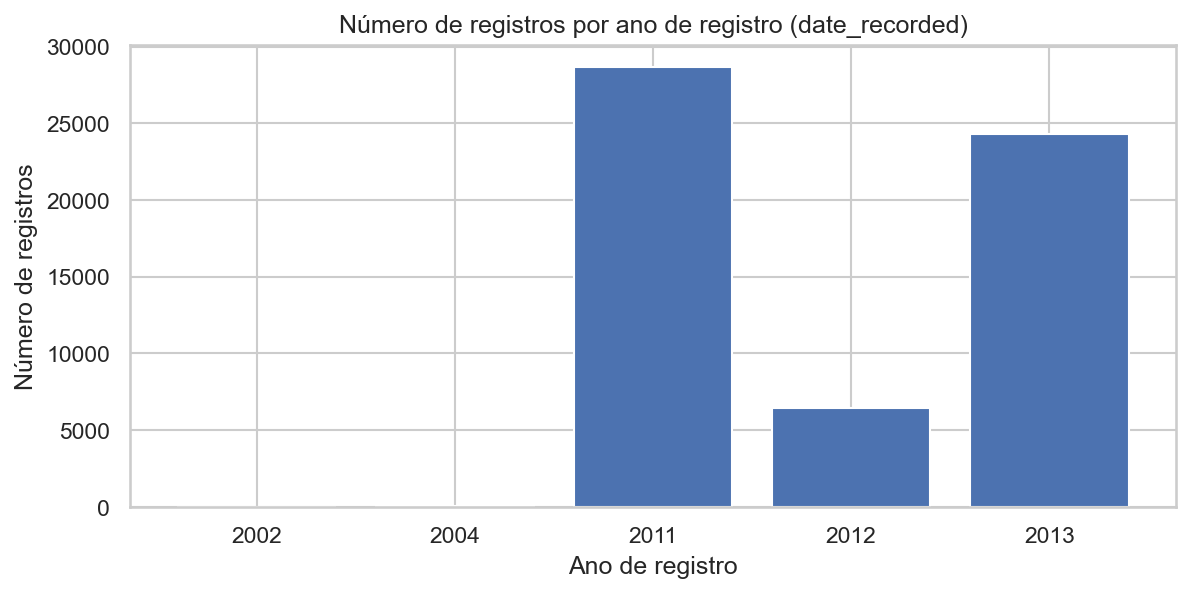 Número de registros por ano de registro (date_recorded)
Número de registros
30000
25000
20000
15000
10000
5000
0
2002 2004 2011 2012 2013
Ano de registro